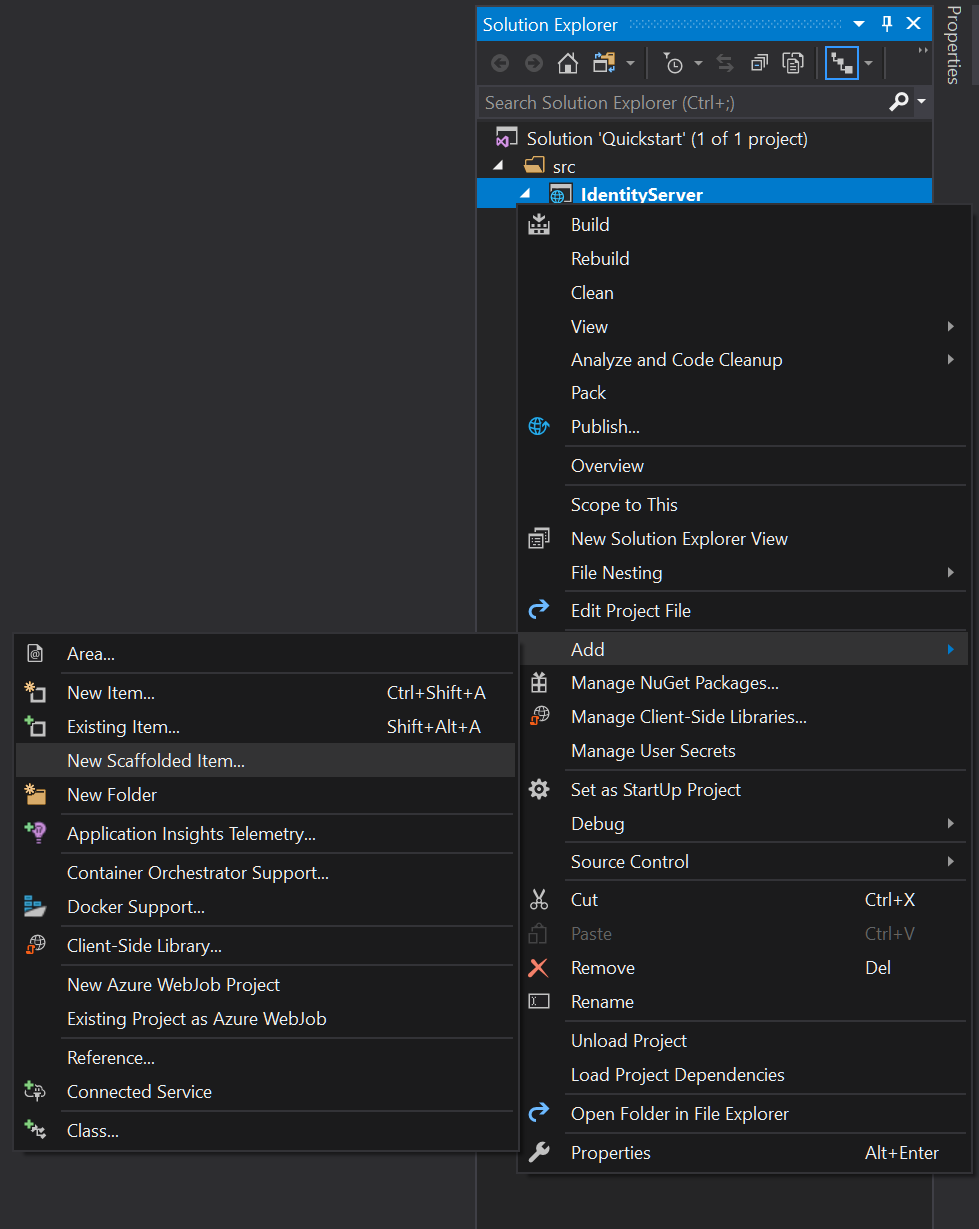 Solution Explorer
Properties
Search Solution Explorer (Ctrl+;)
Solution 'Quickstart' (1 of 1 project)
src
IdentityServer
Build
Rebuild
Clean
View
Analyze and Code Cleanup
Pack
Publish...
Overview
Scope to This
New Solution Explorer View
File Nesting
Edit Project File
Add
Manage NuGet Packages...
Manage Client-Side Libraries...
Manage User Secrets
Set as StartUp Project
Debug
Source Control
Cut Ctrl+X
Paste Ctrl+V
Remove Del
Rename
Unload Project
Load Project Dependencies
Open Folder in File Explorer
Properties Alt+Enter
Area...
New Item... Ctrl+Shift+A
Existing Item... Shift+Alt+A
New Scaffolded Item...
New Folder
Application Insights Telemetry...
Container Orchestrator Support...
Docker Support...
Client-Side Library...
New Azure WebJob Project
Existing Project as Azure WebJob
Reference...
Connected Service
Class...